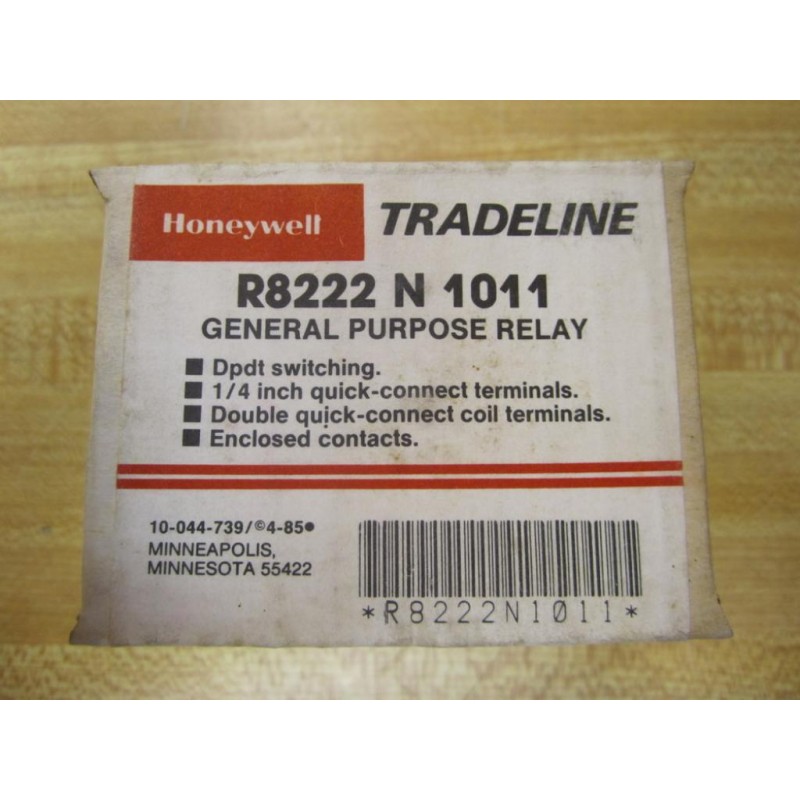 Honeywell TRADELINE
R8222 N 1011
GENERAL PURPOSE RELAY
■ Dpdt switching.
■ 1/4 inch quick-connect terminals.
■ Double quick-connect coil terminals.
■ Enclosed contacts.
10-044-739/©4-85●
MINNEAPOLIS,
MINNESOTA 55422
*R8222N1011*